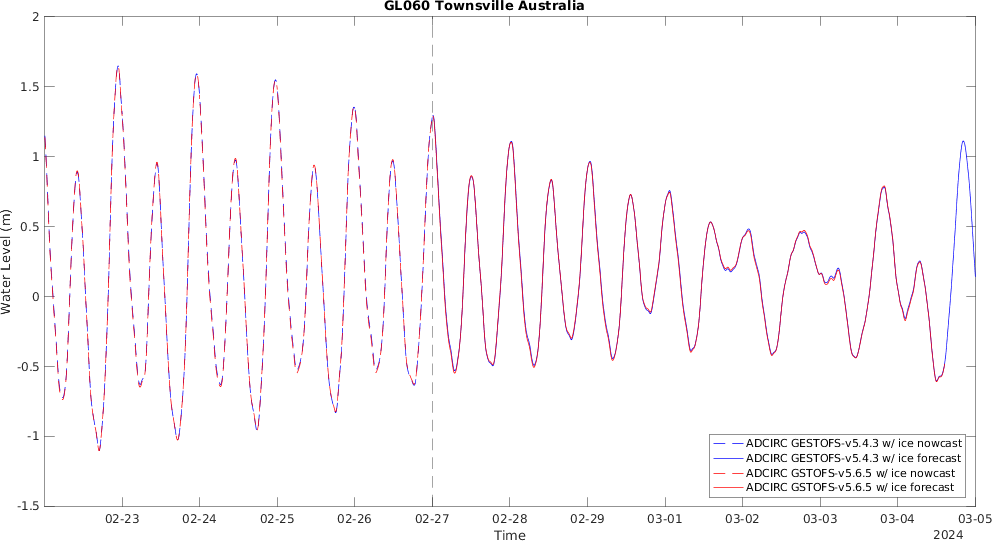 GL060 Townsville Australia
2
1.5
1
0.5
0
-0.5
-1
-1.5
Water Level (m)
ADCIRC GESTOFS-v5.4.3 w/ ice nowcast
ADCIRC GESTOFS-v5.4.3 w/ ice forecast
ADCIRC GSTOFS-v5.6.5 w/ ice nowcast
ADCIRC GSTOFS-v5.6.5 w/ ice forecast
02-23 02-24 02-25 02-26 02-27 02-28 02-29 03-01 03-02 03-03 03-04 03-05
Time
2024